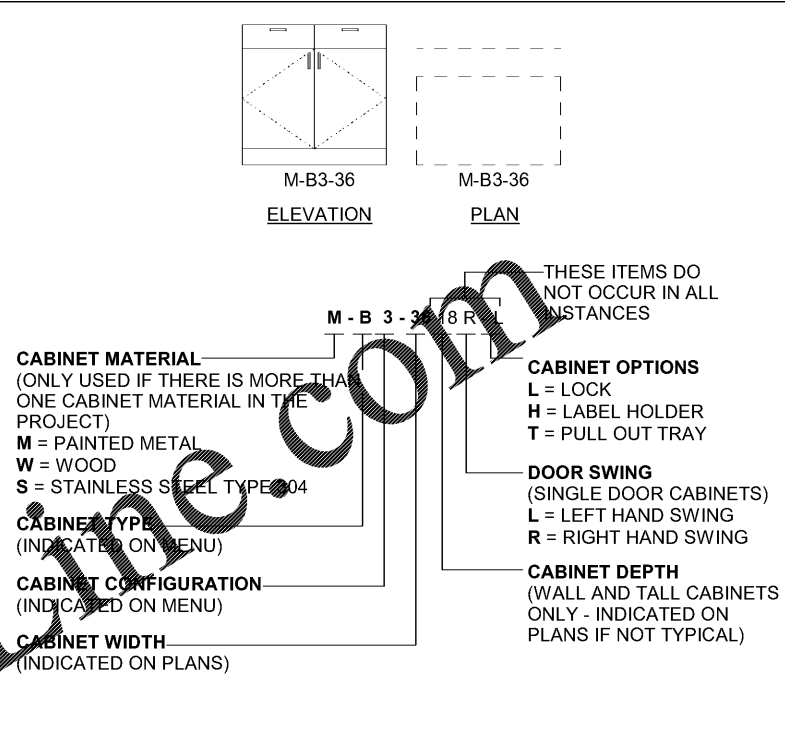 M-B3-36
M-B3-36
ELEVATION
PLAN
THESE ITEMS DO
NOT OCCUR IN ALL
INSTANCES
M - B 3 - 36 18 R - L
CABINET MATERIAL
(ONLY USED IF THERE IS MORE THAN
ONE CABINET MATERIAL IN THE
PROJECT)
M = PAINTED METAL
W = WOOD
S = STAINLESS STEEL TYPE 304
CABINET TYPE
(INDICATED ON MENU)
CABINET CONFIGURATION
(INDICATED ON MENU)
CABINET WIDTH
(INDICATED ON PLANS)
CABINET OPTIONS
L = LOCK
H = LABEL HOLDER
T = PULL OUT TRAY
DOOR SWING
(SINGLE DOOR CABINETS)
L = LEFT HAND SWING
R = RIGHT HAND SWING
CABINET DEPTH
(WALL AND TALL CABINETS
ONLY - INDICATED ON
PLANS IF NOT TYPICAL)
Line.com